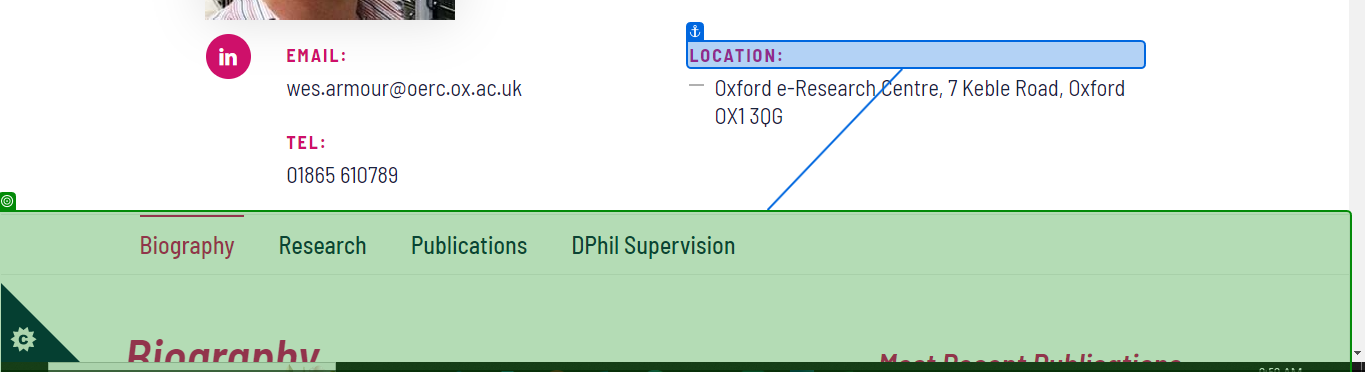 in
EMAIL:
wes.armour@oerc.ox.ac.uk
TEL:
01865 610789
LOCATION:
Oxford e-Research Centre, 7 Keble Road, Oxford
OX1 3QG
Biography Research Publications DPhil Supervision
C
Biography
Most Recent Publications